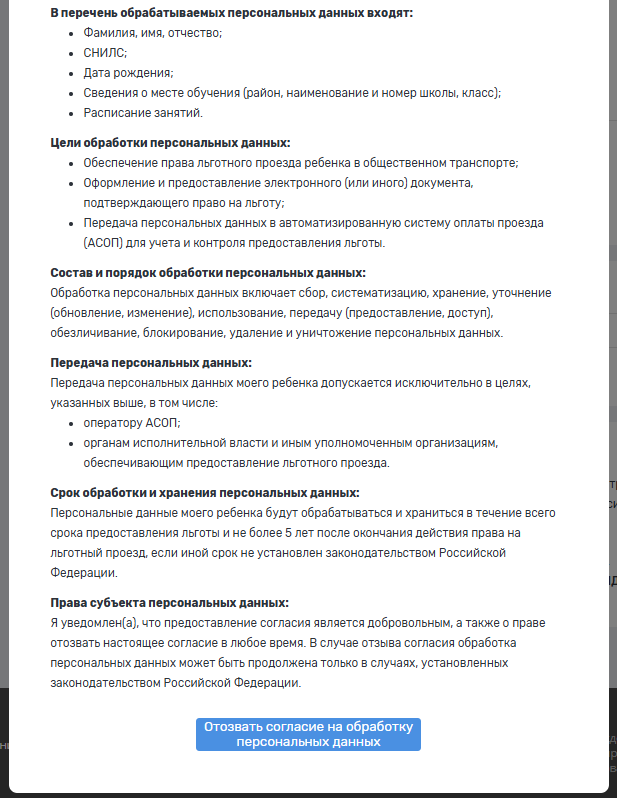 В перечень обрабатываемых персональных данных входят:
Фамилия, имя, отчество;
СНИЛС;
Дата рождения;
Сведения о месте обучения (район, наименование и номер школы, класс);
Расписание занятий.
Цели обработки персональных данных:
Обеспечение права льготного проезда ребенка в общественном транспорте;
Оформление и предоставление электронного (или иного) документа,
подтверждающего право на льготу;
Передача персональных данных в автоматизированную систему оплаты проезда
(АСОП) для учета и контроля предоставления льготы.
Состав и порядок обработки персональных данных:
Обработка персональных данных включает сбор, систематизацию, хранение, уточнение
(обновление, изменение), использование, передачу (предоставление, доступ),
обезличивание, блокирование, удаление и уничтожение персональных данных.
Передача персональных данных:
Передача персональных данных моего ребенка допускается исключительно в целях,
указанных выше, в том числе:
оператору АСОП;
органам исполнительной власти и иным уполномоченным организациям,
обеспечивающим предоставление льготного проезда.
Срок обработки и хранения персональных данных:
Персональные данные моего ребенка будут обрабатываться и храниться в течение всего
срока предоставления льготы и не более 5 лет после окончания действия права на
льготный проезд, если иной срок не установлен законодательством Российской
Федерации.
Права субъекта персональных данных:
Я уведомлен(а), что предоставление согласия является добровольным, а также о праве
отозвать настоящее согласие в любое время. В случае отзыва согласия обработка
персональных данных может быть продолжена только в случаях, установленных
законодательством Российской Федерации.
Отозвать согласие на обработку
персональных данных